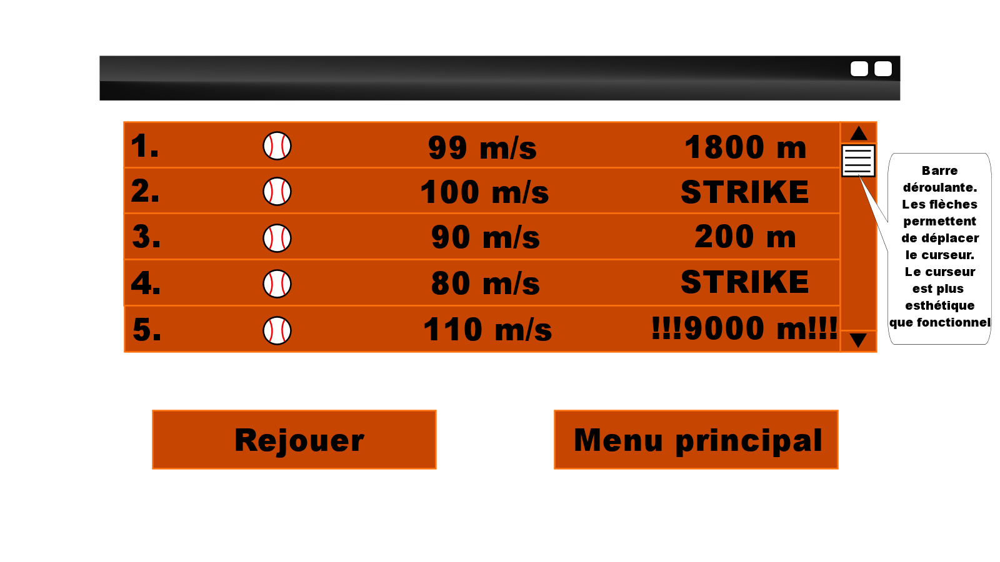 1. 99 m/s 1800 m
2. 100 m/s STRIKE
3. 90 m/s 200 m
4. 80 m/s STRIKE
5. 110 m/s !!!9000 m!!!
Barre
déroulante.
Les flèches
permettent
de déplacer
le curseur.
Le curseur
est plus
esthétique
que fonctionnel
Rejouer
Menu principal